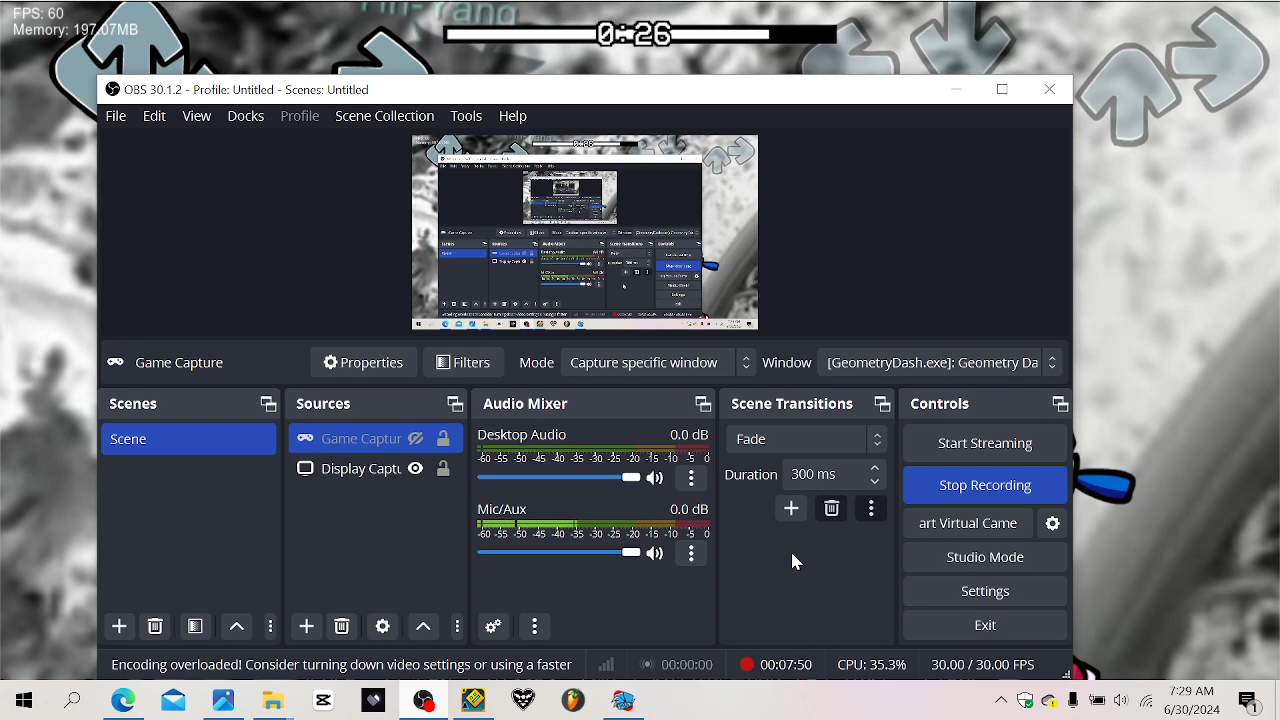 FPS: 60
Memory: 197.07MB
Yin-Yang
0:26
OBS 30.1.2 - Profile: Untitled - Scenes: Untitled
File Edit View Docks Profile Scene Collection Tools Help
Game Capture Properties Filters Mode Capture specific window Window [GeometryDash.exe]: Geometry Da
Scenes
Scene
Sources
Game Captur
Display Captu
Audio Mixer
Desktop Audio 0.0 dB
-60 -55 -50 -45 -40 -35 -30 -25 -20 -15 -10 -5 0
Mic/Aux 0.0 dB
-60 -55 -50 -45 -40 -35 -30 -25 -20 -15 -10 -5 0
Scene Transitions
Fade
Duration 300 ms
Controls
Start Streaming
Stop Recording
art Virtual Came
Studio Mode
Settings
Exit
Encoding overloaded! Consider turning down video settings or using a faster 00:00:00 00:07:50 CPU: 35.3% 30.00 / 30.00 FPS
7:29 AM
6/30/2024
1